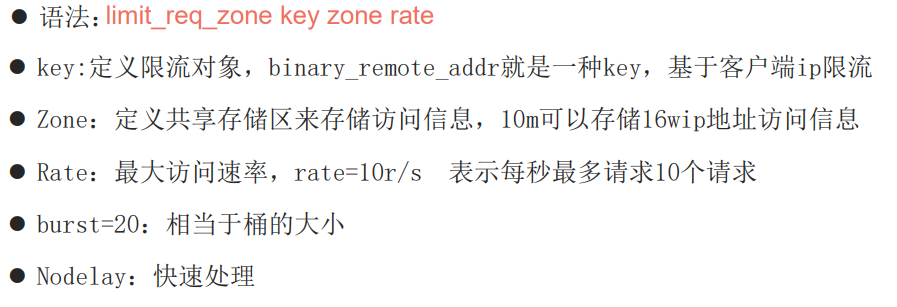 ● 语法:limit_req_zone key zone rate
● key:定义限流对象，binary_remote_addr就是一种key，基于客户端ip限流
● Zone：定义共享存储区来存储访问信息，10m可以存储16wip地址访问信息
● Rate：最大访问速率，rate=10r/s 表示每秒最多请求10个请求
● burst=20：相当于桶的大小
● Nodelay：快速处理